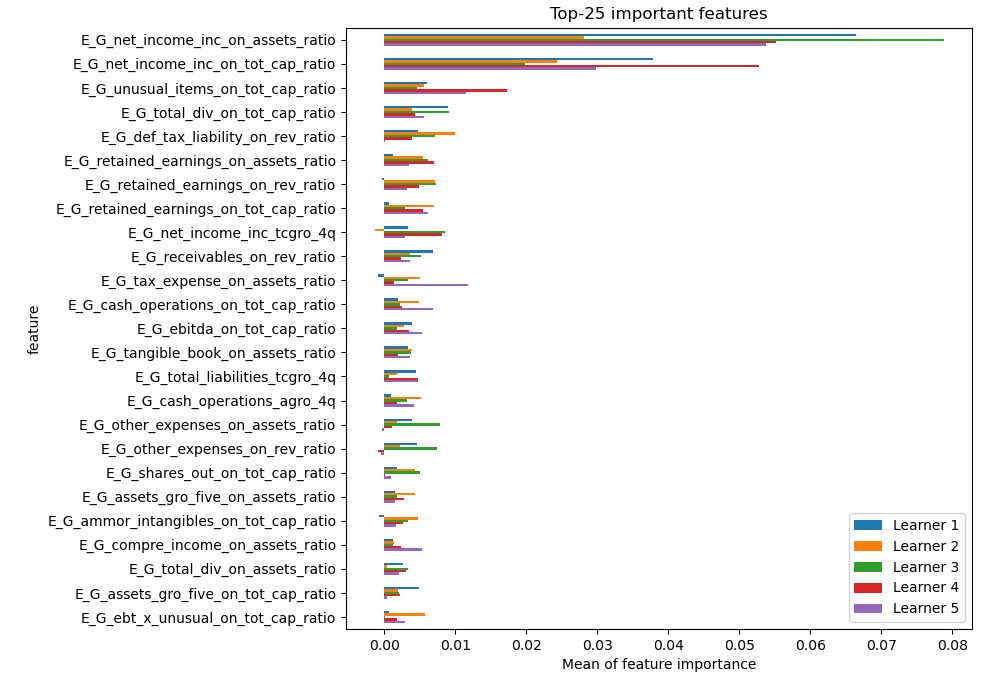 Top-25 important features
E_G_net_income_inc_on_assets_ratio
E_G_net_income_inc_on_tot_cap_ratio
E_G_unusual_items_on_tot_cap_ratio
E_G_total_div_on_tot_cap_ratio
E_G_def_tax_liability_on_rev_ratio
E_G_retained_earnings_on_assets_ratio
E_G_retained_earnings_on_rev_ratio
E_G_retained_earnings_on_tot_cap_ratio
E_G_net_income_inc_tcgro_4q
E_G_receivables_on_rev_ratio
E_G_tax_expense_on_assets_ratio
E_G_cash_operations_on_tot_cap_ratio
E_G_ebitda_on_tot_cap_ratio
E_G_tangible_book_on_assets_ratio
E_G_total_liabilities_tcgro_4q
E_G_cash_operations_agro_4q
E_G_other_expenses_on_assets_ratio
E_G_other_expenses_on_rev_ratio
E_G_shares_out_on_tot_cap_ratio
E_G_assets_gro_five_on_assets_ratio
E_G_ammor_intangibles_on_tot_cap_ratio
E_G_compre_income_on_assets_ratio
E_G_total_div_on_assets_ratio
E_G_assets_gro_five_on_tot_cap_ratio
E_G_ebt_x_unusual_on_tot_cap_ratio
feature
Learner 1
Learner 2
Learner 3
Learner 4
Learner 5
0.00 0.01 0.02 0.03 0.04 0.05 0.06 0.07 0.08
Mean of feature importance